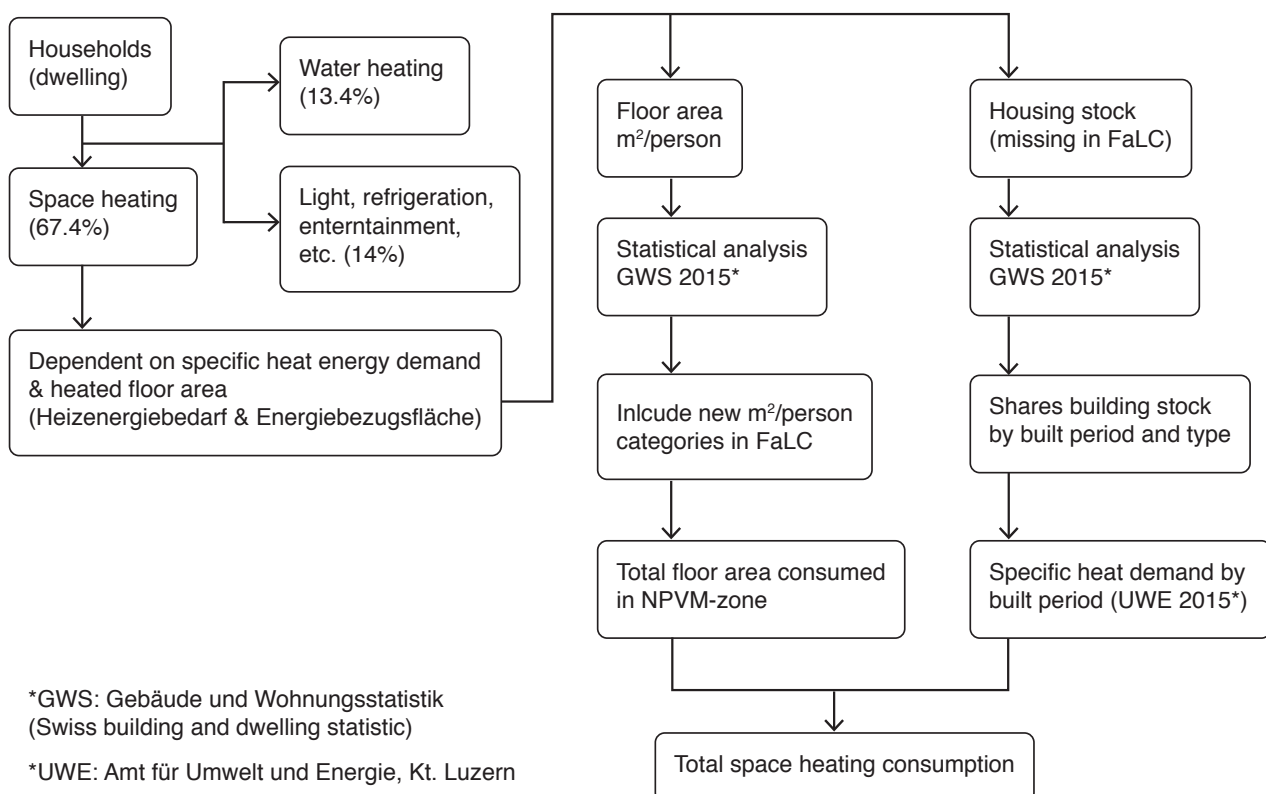 Households
(dwelling)
Water heating
(13.4%)
Space heating
(67.4%)
Light, refrigeration,
enterntainment,
etc. (14%)
Dependent on specific heat energy demand
& heated floor area
(Heizenergiebedarf & Energiebezugsfläche)
Floor area
m²/person
Statistical analysis
GWS 2015*
Inlcude new m²/person
categories in FaLC
Total floor area consumed
in NPVM-zone
Housing stock
(missing in FaLC)
Statistical analysis
GWS 2015*
Shares building stock
by built period and type
Specific heat demand by
built period (UWE 2015*)
Total space heating consumption
*GWS: Gebäude und Wohnungsstatistik
(Swiss building and dwelling statistic)
*UWE: Amt für Umwelt und Energie, Kt. Luzern